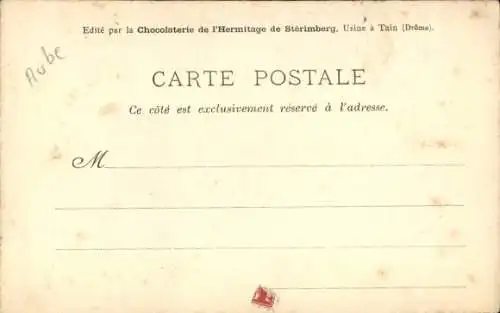 Edité par la Chocolaterie de l'Hermitage de Stérimberg, Usine à Tain (Drôme).
Aube
CARTE POSTALE
Ce côté est exclusivement réservé à l'adresse.
M